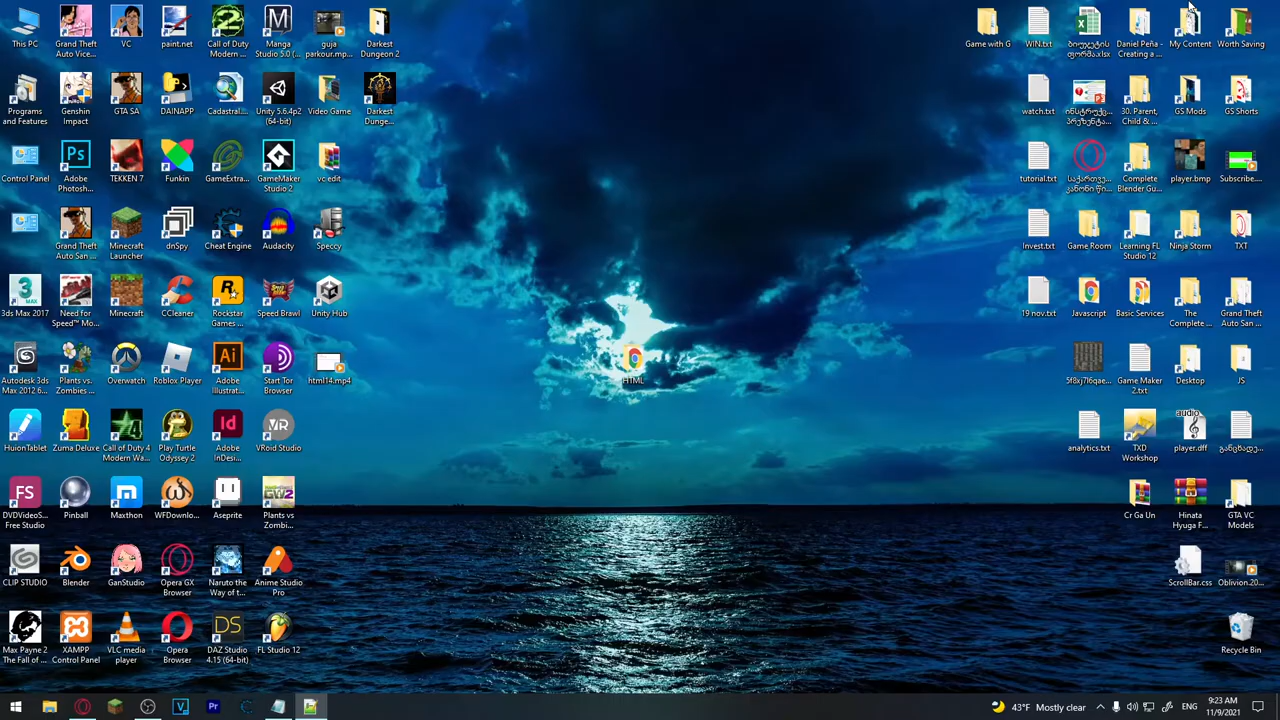 This PC
Grand Theft
Auto Vice...
VC
paint.net
Call of Duty
Modern ...
Manga
Studio 5.0 (...
guja
parkour.mp...
Darkest
Dungeon 2
Game with G
WIN.txt
ბიუჯეტის
ფორმა.xlsx
Daniel Peña -
Creating a ...
My Content
Worth Saving
Programs
and Features
Genshin
Impact
GTA SA
DAINAPP
Cadastral...
Unity 5.6.4p2
(64-bit)
Video Game
Darkest
Dunge...
watch.txt
30. Parent,
Child & ...
GS Mods
GS Shorts
Control Panel
Adobe
Photosh...
TEKKEN 7
Funkin
GameExtra...
GameMaker
Studio 2
vc edit
tutorial.txt
Complete
Blender Gu...
player.bmp
Subscribe....
Grand Theft
Auto San ...
Minecraft
Launcher
dnSpy
Cheat Engine
Audacity
Speccy
Invest.txt
Game Room
Learning FL
Studio 12
Ninja Storm
TXT
3ds Max 2017
Need for
Speed™ Mo...
Minecraft
CCleaner
Rockstar
Games ...
Speed Brawl
Unity Hub
19 nov.txt
Javascript
Basic Services
The
Complete ...
Grand Theft
Auto San ...
Autodesk 3ds
Max 2012 6...
Plants vs.
Zombies ...
Overwatch
Roblox Player
Adobe
Illustrat...
Start Tor
Browser
html14.mp4
HTML
5f8xj7l6qae...
Game Maker
2.txt
Desktop
JS
HuionTablet
Zuma Deluxe
Call of Duty 4
Modern Wa...
Play Turtle
Odyssey 2
Adobe
InDesi...
VRoid Studio
analytics.txt
TXD
Workshop
audio
player.dff
განცხადე...
DVDVideoS...
Free Studio
Pinball
Maxthon
WFDownlo...
Aseprite
Plants vs
Zombi...
Cr Ga Un
Hinata
Hyuga F...
GTA VC
Models
CLIP STUDIO
Blender
GanStudio
Opera GX
Browser
Naruto the
Way of t...
Anime Studio
Pro
ScrollBar.css
Oblivion.20...
Max Payne 2
The Fall of ...
XAMPP
Control Panel
VLC media
player
Opera
Browser
DAZ Studio
4.15 (64-bit)
FL Studio 12
Recycle Bin
43°F Mostly clear
ENG
9:23 AM
11/9/2021